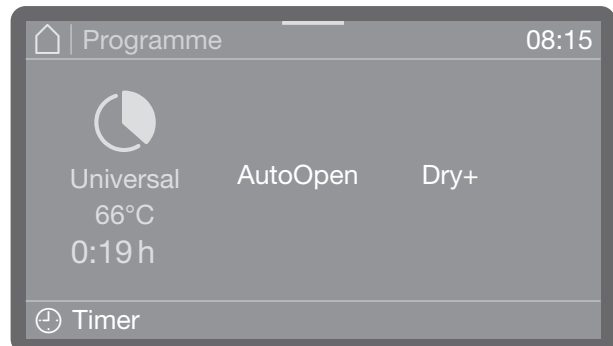 Programme 08:15
Universal AutoOpen Dry+
66°C
0:19 h
Timer